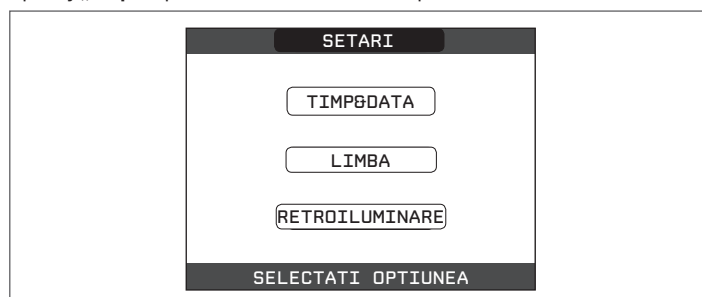 SETARI
TIMP&DATA
LIMBA
RETROILUMINARE
SELECTATI OPTIUNEA